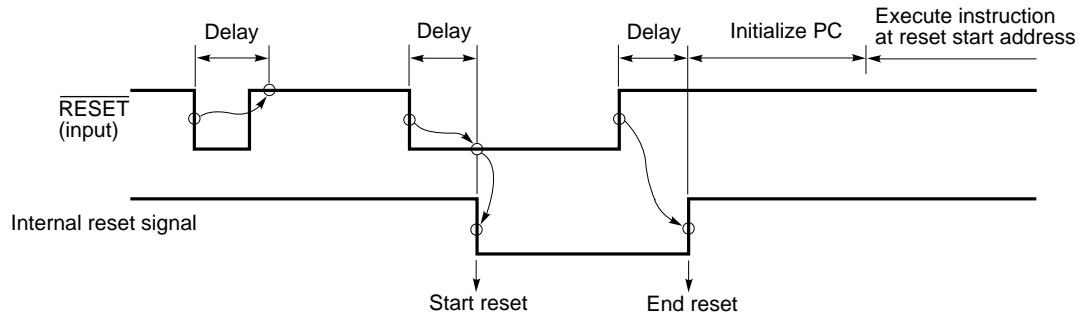 Delay
Delay
Delay
Initialize PC
Execute instruction
at reset start address
RESET
(input)
Internal reset signal
Start reset
End reset